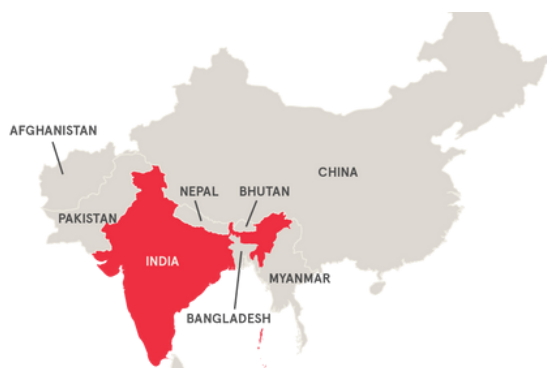 AFGHANISTAN
CHINA
NEPAL
BHUTAN
PAKISTAN
INDIA
MYANMAR
BANGLADESH